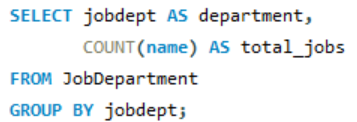 SELECT jobdept AS department,
COUNT(name) AS total_jobs
FROM JobDepartment
GROUP BY jobdept;